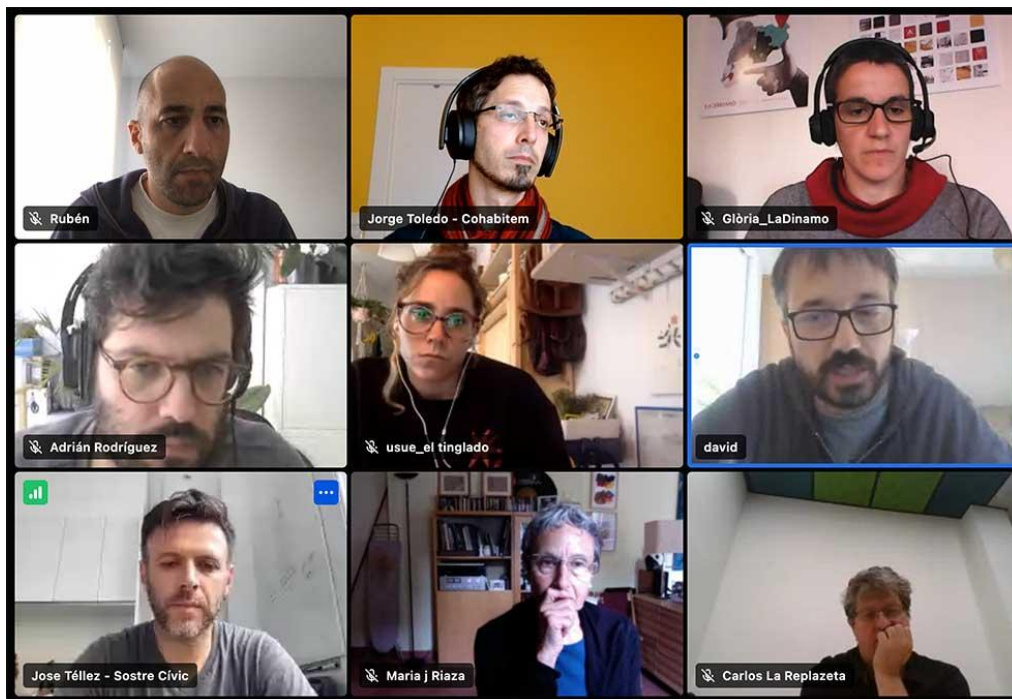 Rubén
Jorge Toledo - Cohabitem
Glòria_LaDinamo
Adrián Rodríguez
usue_el tinglado
david
Jose Téllez - Sostre Cívic
Maria j Riaza
Carlos La Replazeta